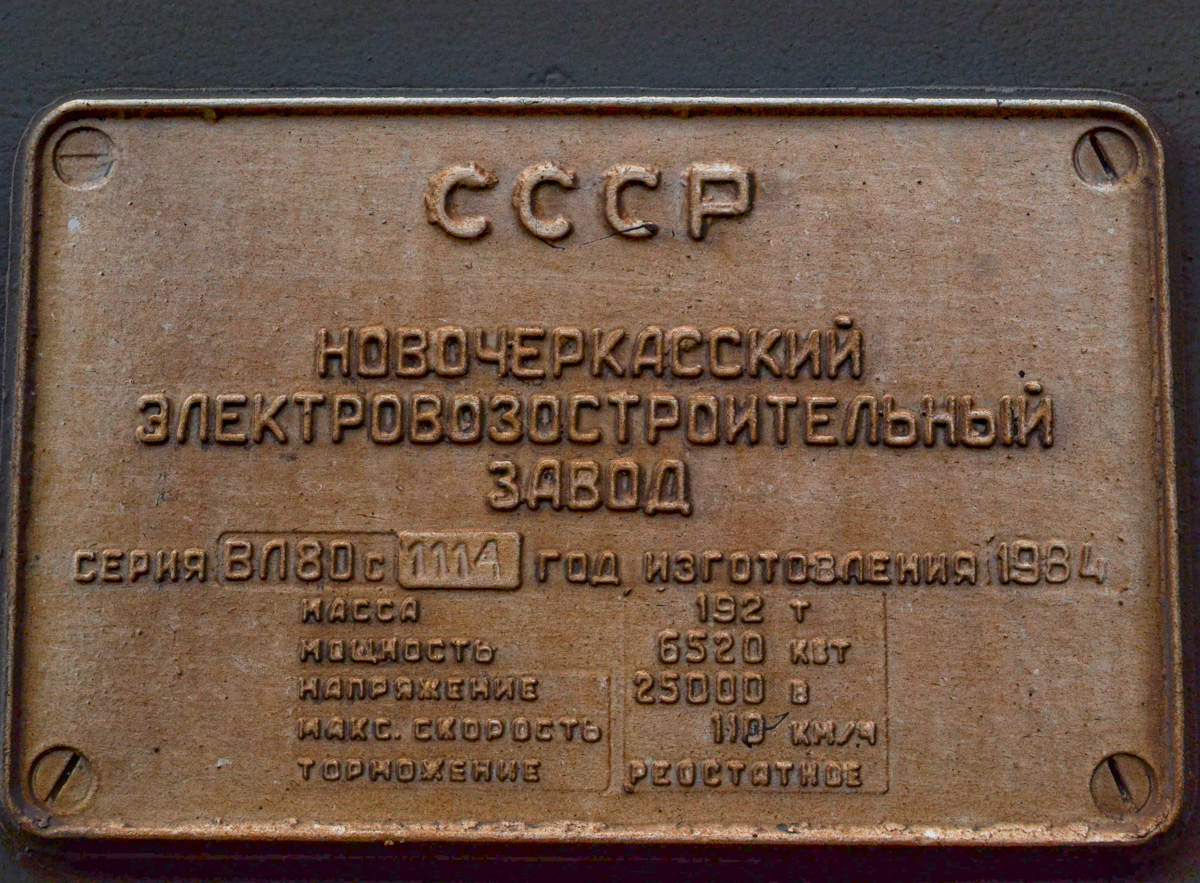 СССР
НОВОЧЕРКАССКИЙ
ЭЛЕКТРОВОЗОСТРОИТЕЛЬНЫЙ
ЗАВОД
СЕРИЯ ВЛ80с 1114 ГОД ИЗГОТОВЛЕНИЯ 1984
МАССА 192 Т
МОЩНОСТЬ 6520 КВТ
НАПРЯЖЕНИЕ 25000 В
МАКС. СКОРОСТЬ 110 КМ/Ч
ТОРМОЖЕНИЕ РЕОСТАТНОЕ